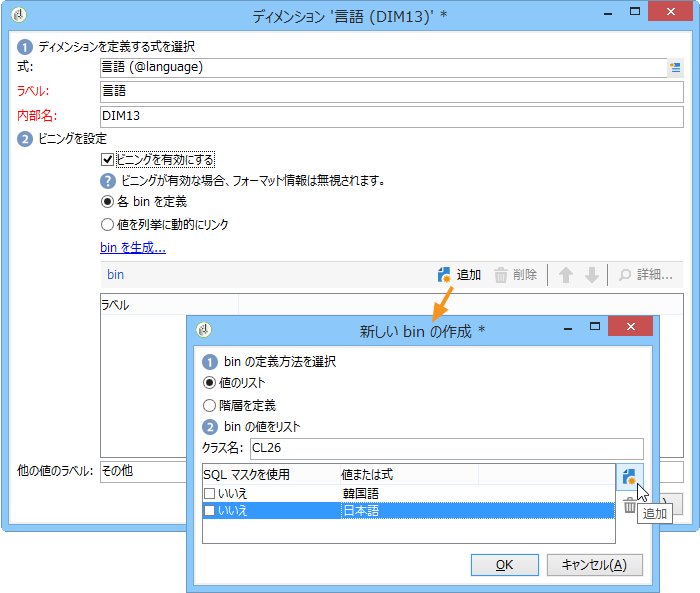 ディメンション '言語 (DIM13)' *
1 ディメンションを定義する式を選択
式: 言語 (@language)
ラベル: 言語
内部名: DIM13
2 ビニングを設定
ビニングを有効にする
? ビニングが有効な場合、フォーマット情報は無視されます。
各 bin を定義
値を列挙に動的にリンク
bin を生成...
bin 追加 削除 詳細...
ラベル
新しい bin の作成 *
1 bin の定義方法を選択
値のリスト
階層を定義
2 bin の値をリスト
クラス名: CL26
SQL マスクを使用 値または式
いいえ 韓国語
いいえ 日本語
追加
他の値のラベル: その他
OK キャンセル(A)